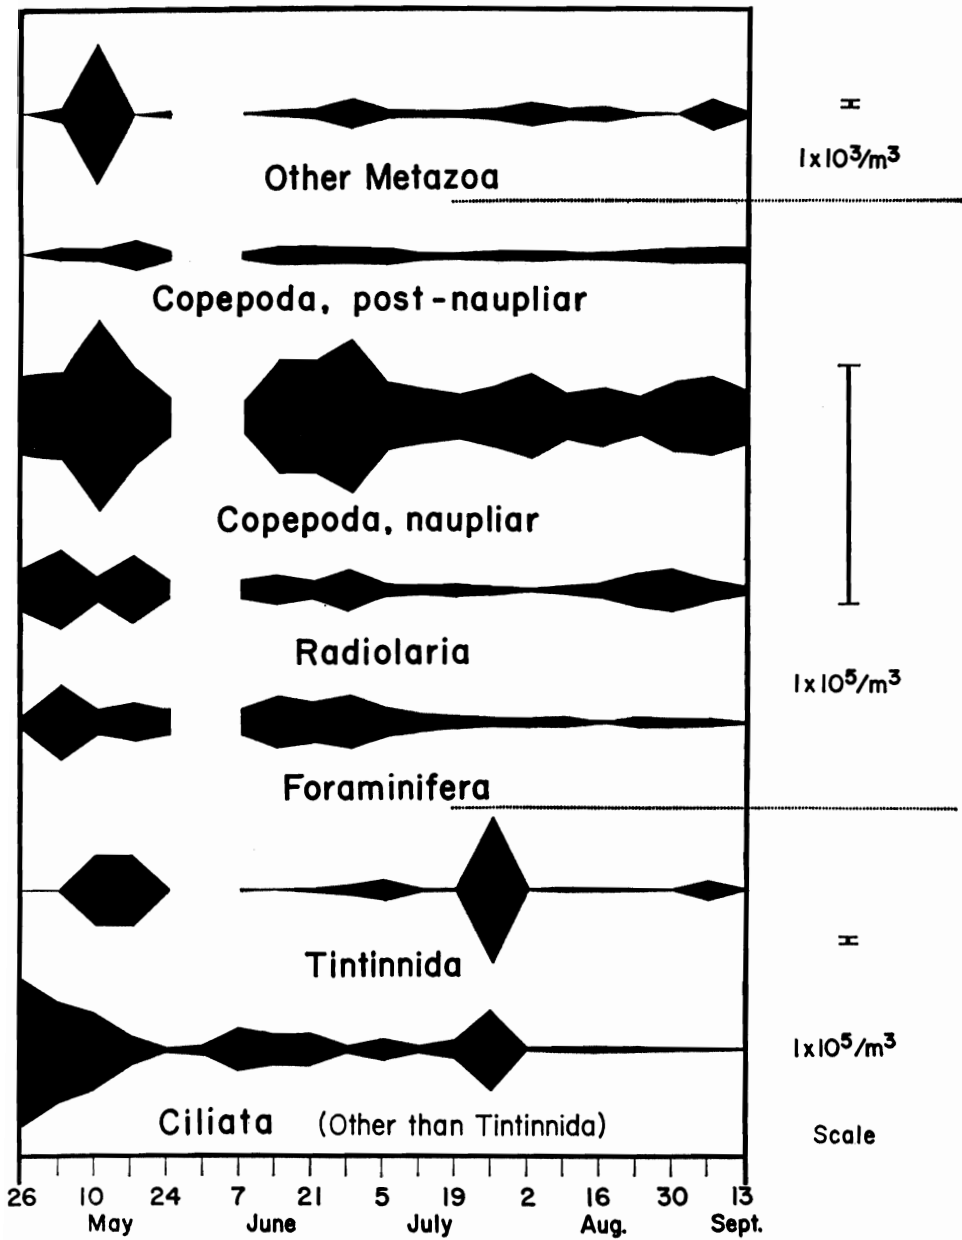 Other Metazoa
1x10³/m³
Copepoda, post-naupliar
Copepoda, naupliar
Radiolaria
1x10⁵/m³
Foraminifera
Tintinnida
1x10⁵/m³
Ciliata (Other than Tintinnida)
Scale
26 10 24 7 21 5 19 2 16 30 13
May June July Aug. Sept.